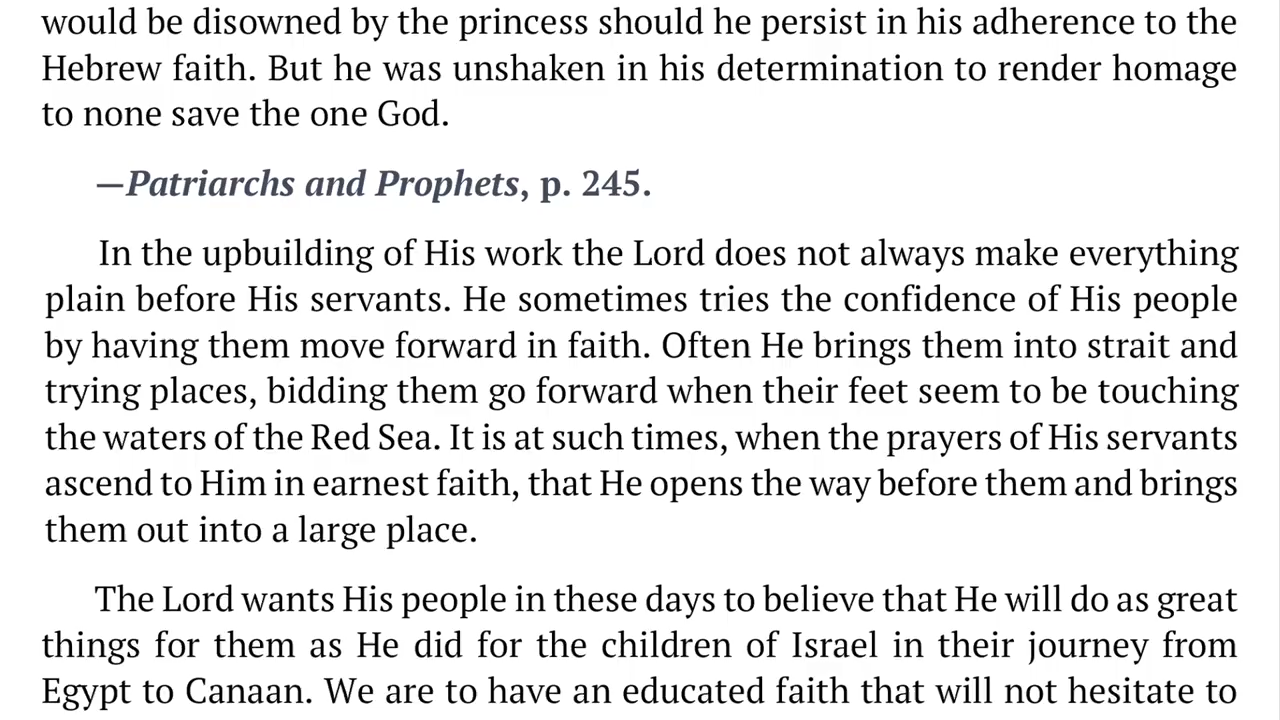 would be disowned by the princess should he persist in his adherence to the
Hebrew faith. But he was unshaken in his determination to render homage
to none save the one God.
—Patriarchs and Prophets, p. 245.
In the upbuilding of His work the Lord does not always make everything
plain before His servants. He sometimes tries the confidence of His people
by having them move forward in faith. Often He brings them into strait and
trying places, bidding them go forward when their feet seem to be touching
the waters of the Red Sea. It is at such times, when the prayers of His servants
ascend to Him in earnest faith, that He opens the way before them and brings
them out into a large place.
The Lord wants His people in these days to believe that He will do as great
things for them as He did for the children of Israel in their journey from
Egypt to Canaan. We are to have an educated faith that will not hesitate to